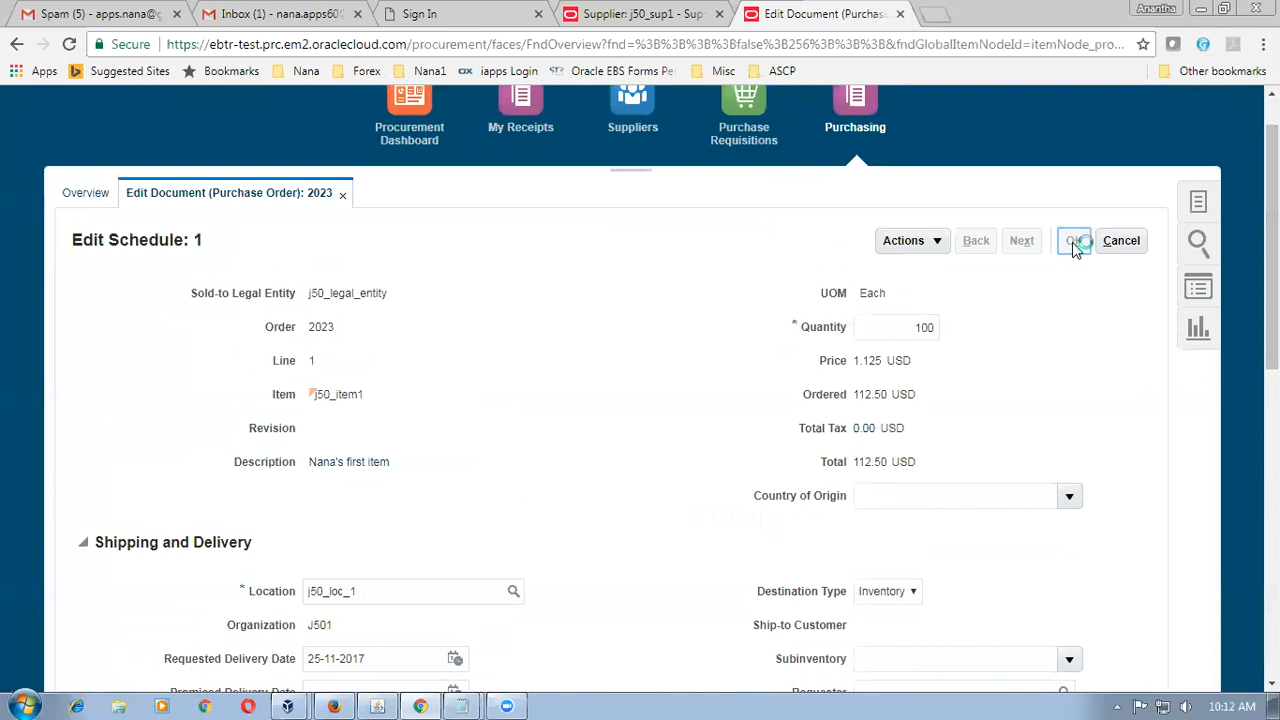 Spam (5) - apps.nana@g
Inbox (1) - nana.apps60
Sign In
Supplier: j50_sup1 - Sup
Edit Document (Purchas
Anantha
Secure
https://ebtr-test.prc.em2.oraclecloud.com/procurement/faces/FndOverview?fnd=%3B%3B%3B%3Bfalse%3B256%3B%3B%3B&fndGlobalItemNodeId=itemNode_pro...
Apps
Suggested Sites
Bookmarks
Nana
Forex
Nana1
iapps Login
Oracle EBS Forms Per
Misc
ASCP
Other bookmarks
Procurement Dashboard
My Receipts
Suppliers
Purchase Requisitions
Purchasing
Overview
Edit Document (Purchase Order): 2023
Edit Schedule: 1
Actions
Back
Next
Cancel
Sold-to Legal Entity j50_legal_entity
UOM Each
Order 2023
* Quantity 100
Line 1
Price 1.125 USD
Item j50_item1
Ordered 112.50 USD
Revision
Total Tax 0.00 USD
Description Nana's first item
Total 112.50 USD
Country of Origin
Shipping and Delivery
* Location j50_loc_1
Destination Type Inventory
Organization J501
Ship-to Customer
Requested Delivery Date 25-11-2017
Subinventory
Promised Delivery Date
Requester
10:12 AM